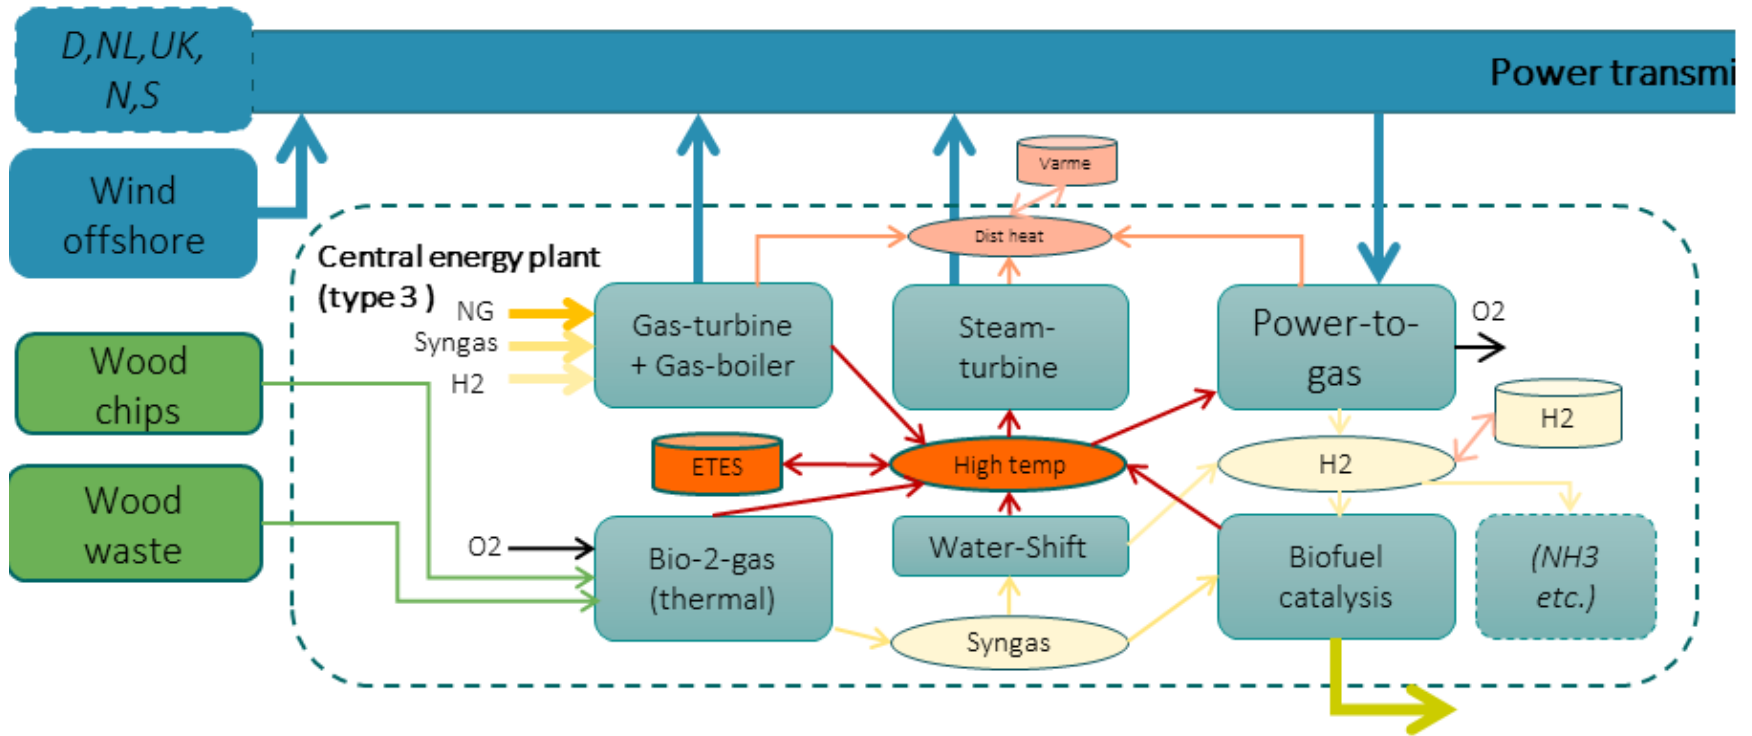 D,NL,UK,
N,S
Power transmi
Wind
offshore
Varme
Dist heat
Central energy plant
(type 3 )
NG
Syngas
H2
Gas-turbine
+ Gas-boiler
Steam-
turbine
Power-to-
gas
O2
Wood
chips
H2
ETES
High temp
H2
Wood
waste
O2
Bio-2-gas
(thermal)
Water-Shift
Biofuel
catalysis
(NH3
etc.)
Syngas